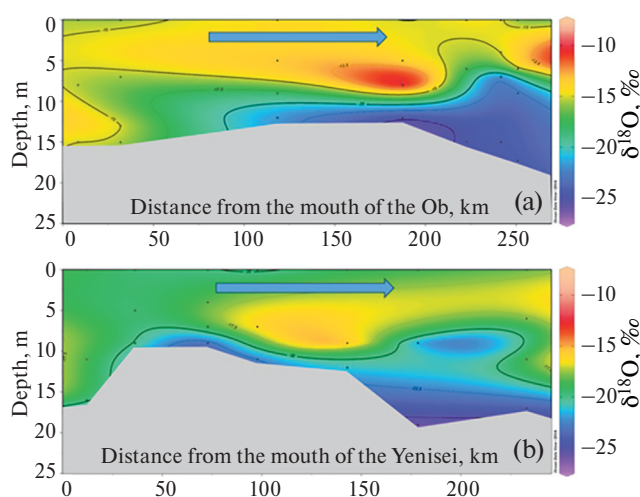 0
5
10
15
20
25
Depth, m
Distance from the mouth of the Ob, km
(a)
0 50 100 150 200 250
−10
−15
−20
−25
δ18O, ‰
0
5
10
15
20
25
Depth, m
Distance from the mouth of the Yenisei, km
(b)
0 50 100 150 200
−10
−15
−20
−25
δ18O, ‰